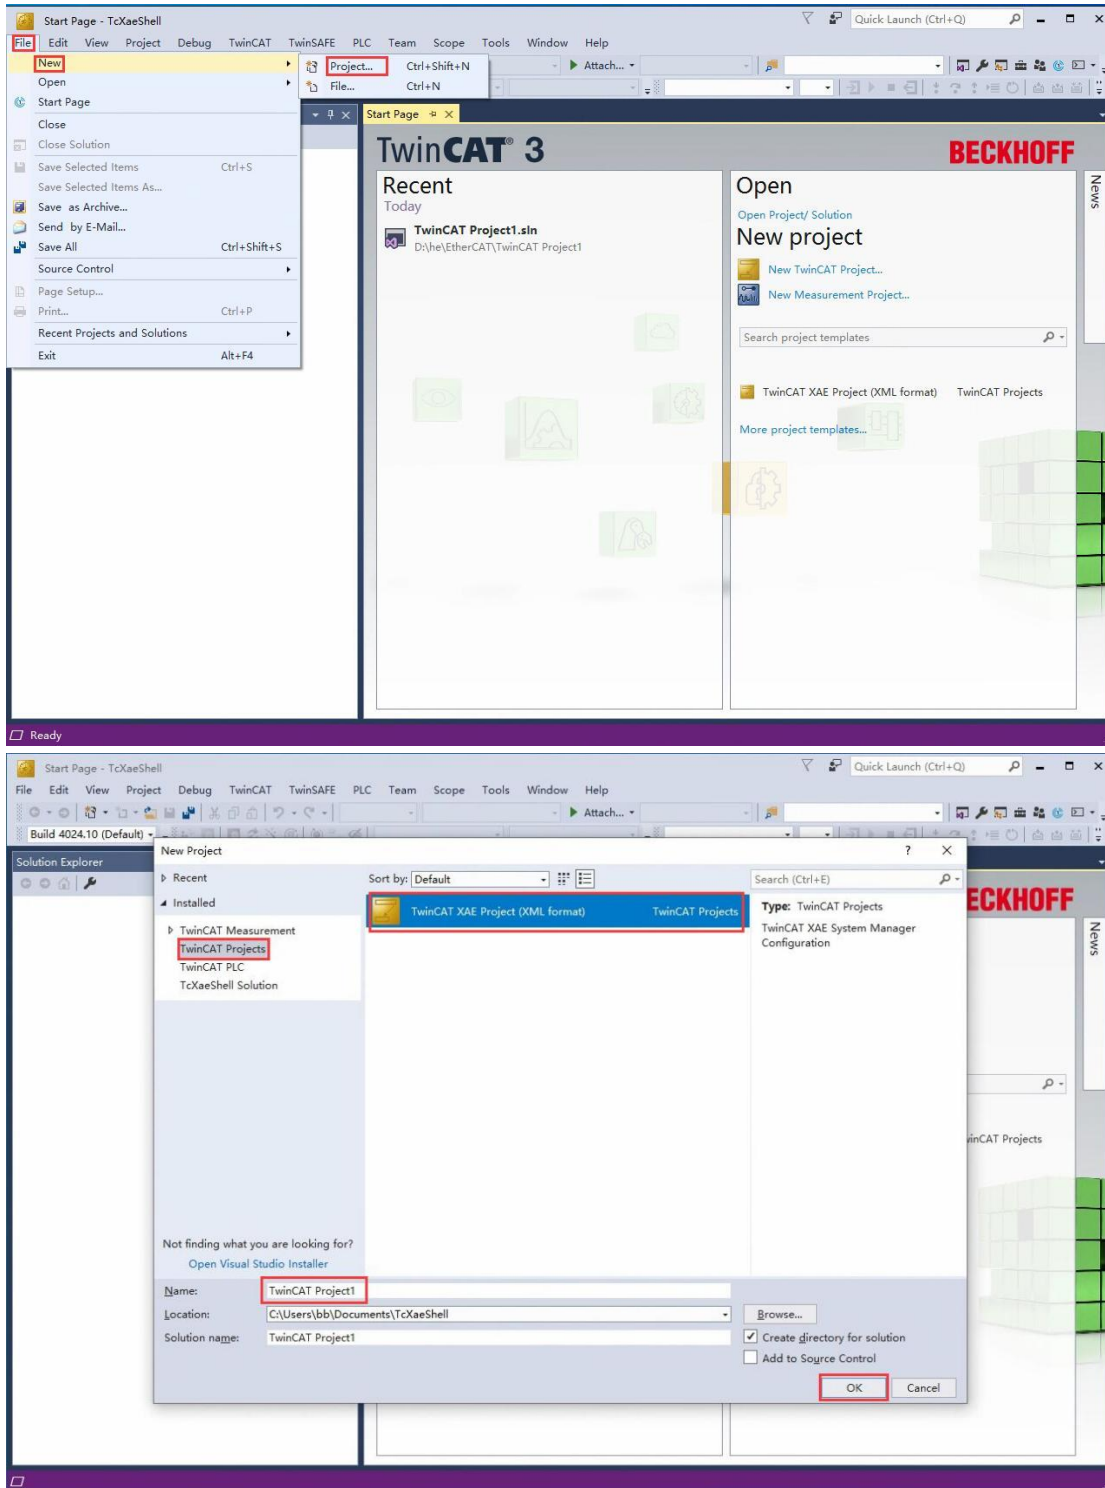 Start Page - TcXaeShell
Quick Launch (Ctrl+Q)
File Edit View Project Debug TwinCAT TwinSAFE PLC Team Scope Tools Window Help
New
Project... Ctrl+Shift+N
Attach...
Open
File... Ctrl+N
Start Page
Close
Start Page
Close Solution
TwinCAT® 3
BECKHOFF
Save Selected Items Ctrl+S
Save Selected Items As...
Save as Archive...
Send by E-Mail...
Save All Ctrl+Shift+S
Source Control
Page Setup...
Print... Ctrl+P
Recent Projects and Solutions
Exit Alt+F4
Recent
Today
TwinCAT Project1.sln
D:\he\EtherCAT\TwinCAT Project1
Open
Open Project/ Solution
New project
New TwinCAT Project...
New Measurement Project...
Search project templates
TwinCAT XAE Project (XML format) TwinCAT Projects
More project templates...
News
Ready
Start Page - TcXaeShell
Quick Launch (Ctrl+Q)
File Edit View Project Debug TwinCAT TwinSAFE PLC Team Scope Tools Window Help
Attach...
Build 4024.10 (Default)
Solution Explorer
New Project
? 
Recent
Sort by: Default
Search (Ctrl+E)
Installed
TwinCAT Measurement
TwinCAT Projects
TwinCAT PLC
TcXaeShell Solution
TwinCAT XAE Project (XML format) TwinCAT Projects
Type: TwinCAT Projects
TwinCAT XAE System Manager
Configuration
ECKHOFF
News
inCAT Projects
Not finding what you are looking for?
Open Visual Studio Installer
Name: TwinCAT Project1
Location: C:\Users\bb\Documents\TcXaeShell
Browse...
Solution name: TwinCAT Project1
Create directory for solution
Add to Source Control
OK Cancel